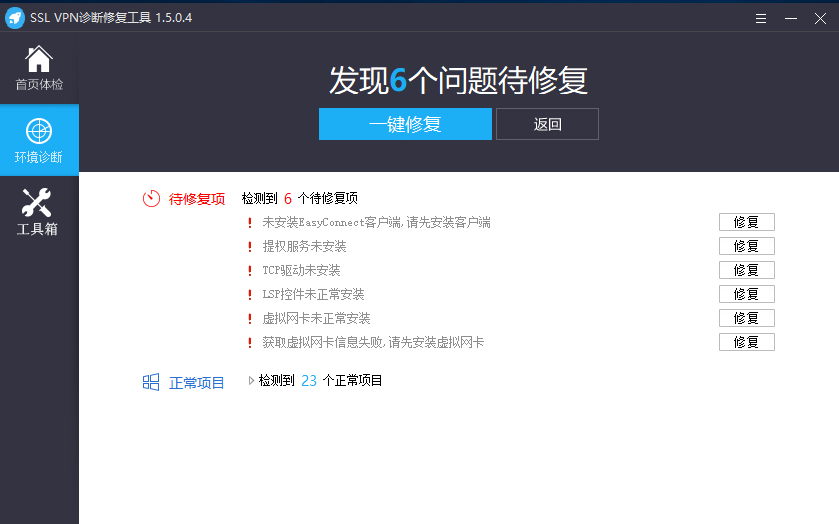 SSL VPN诊断修复工具 1.5.0.4
首页体检
环境诊断
工具箱
发现6个问题待修复
一键修复
返回
待修复项 检测到 6 个待修复项
未安装EasyConnect客户端,请先安装客户端 修复
提权服务未安装 修复
TCP驱动未安装 修复
LSP控件未正常安装 修复
虚拟网卡未正常安装 修复
获取虚拟网卡信息失败,请先安装虚拟网卡 修复
正常项目 检测到 23 个正常项目